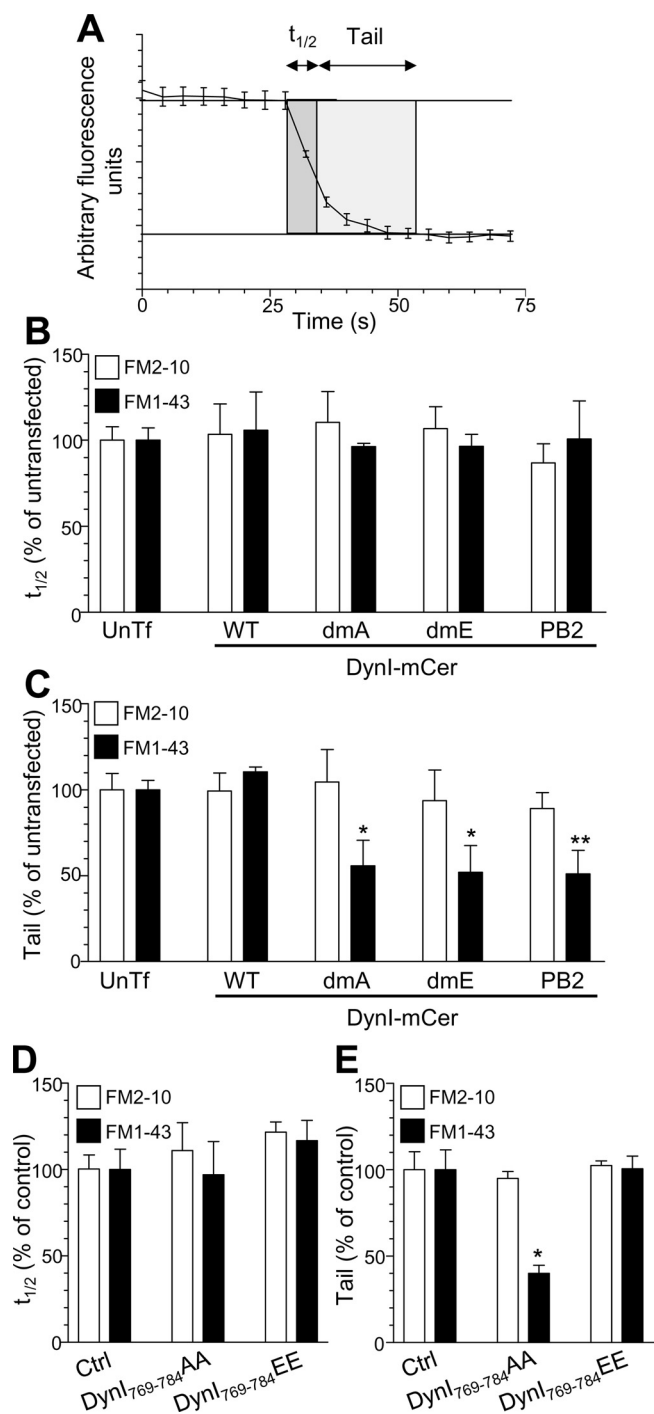 A
t1/2 Tail
Arbitrary fluorescence units
0 25 50 75
Time (s)
B
150
100
50
0
t1/2 (% of untransfected)
FM2-10
FM1-43
UnTf WT dmA dmE PB2
DynI-mCer
C
150
100
50
0
Tail (% of untransfected)
FM2-10
FM1-43
* * **
UnTf WT dmA dmE PB2
DynI-mCer
D
150
100
50
0
t1/2 (% of control)
FM2-10
FM1-43
Ctrl
DynI769-784AA
DynI769-784EE
E
150
100
50
0
Tail (% of control)
FM2-10
FM1-43
*
Ctrl
DynI769-784AA
DynI769-784EE